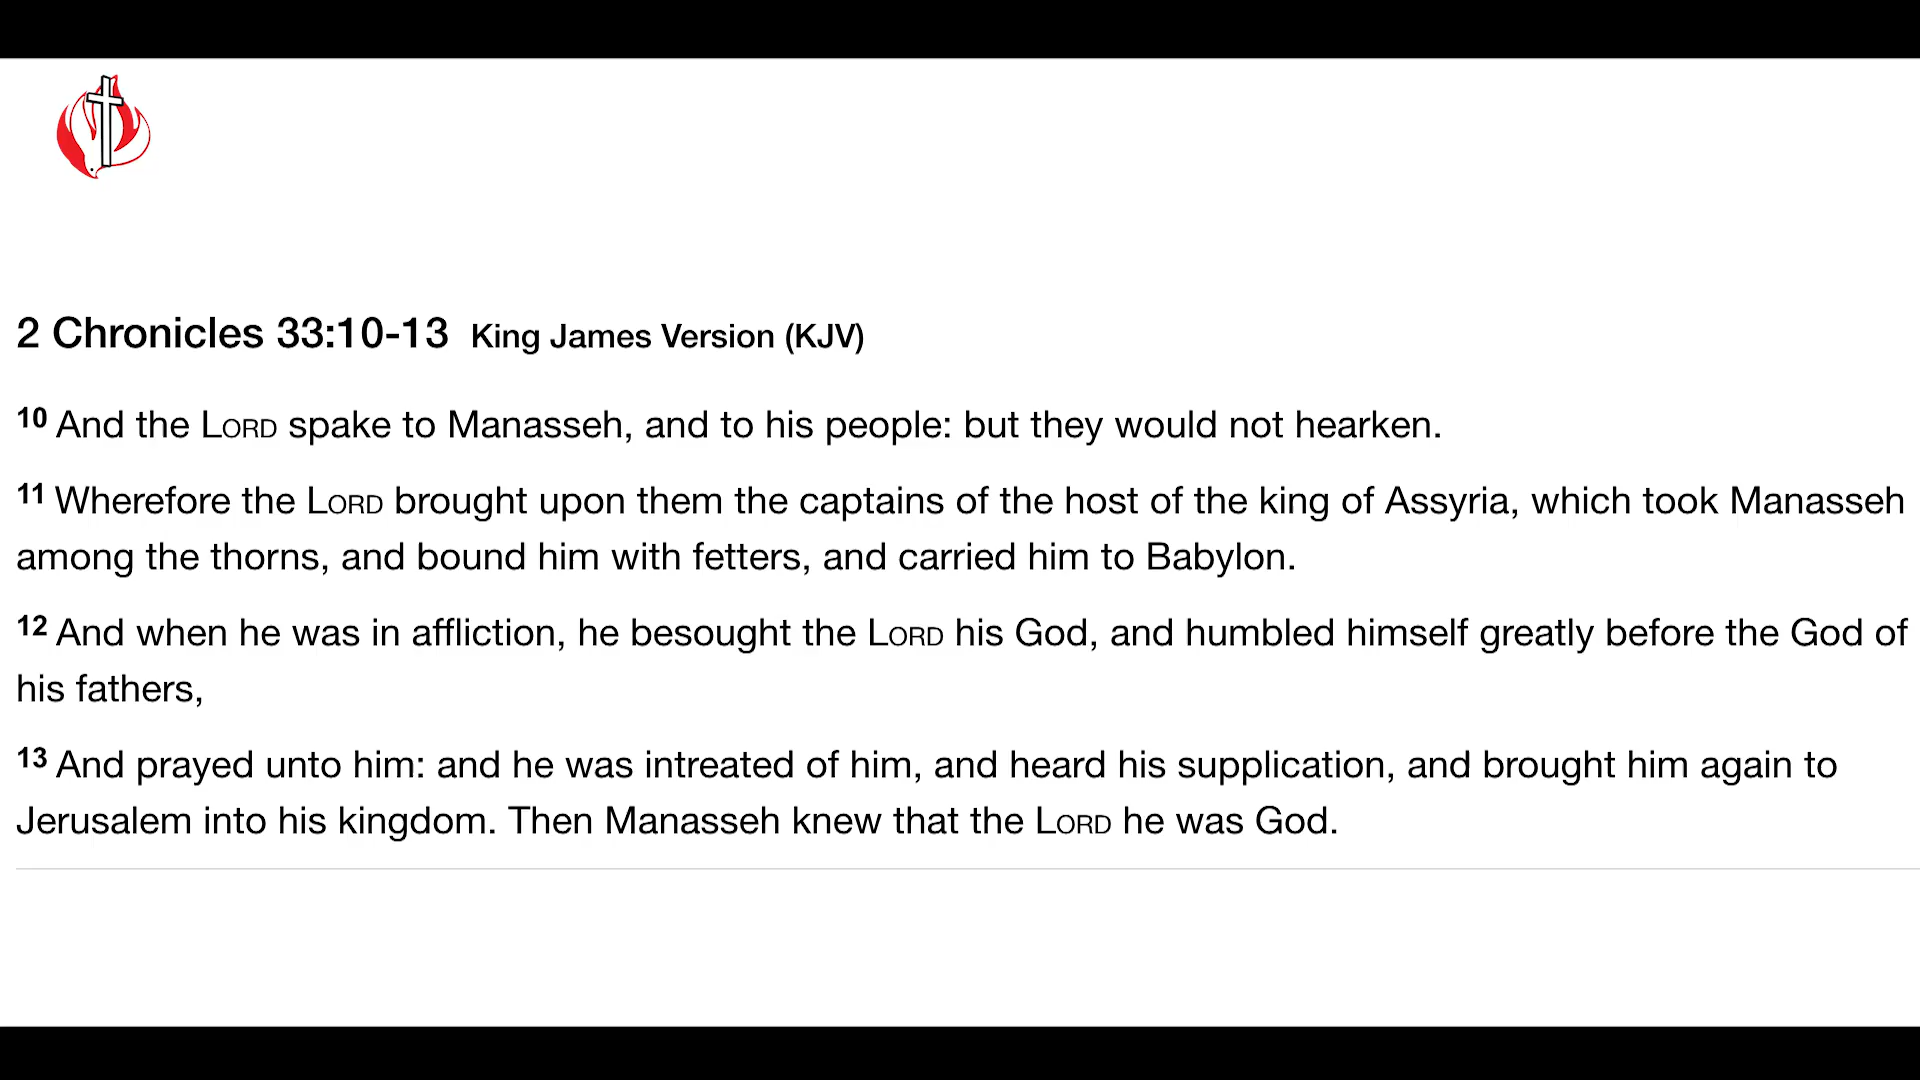 2 Chronicles 33:10-13 King James Version (KJV)
10 And the LORD spake to Manasseh, and to his people: but they would not hearken.
11 Wherefore the LORD brought upon them the captains of the host of the king of Assyria, which took Manasseh
among the thorns, and bound him with fetters, and carried him to Babylon.
12 And when he was in affliction, he besought the LORD his God, and humbled himself greatly before the God of
his fathers,
13 And prayed unto him: and he was intreated of him, and heard his supplication, and brought him again to
Jerusalem into his kingdom. Then Manasseh knew that the LORD he was God.